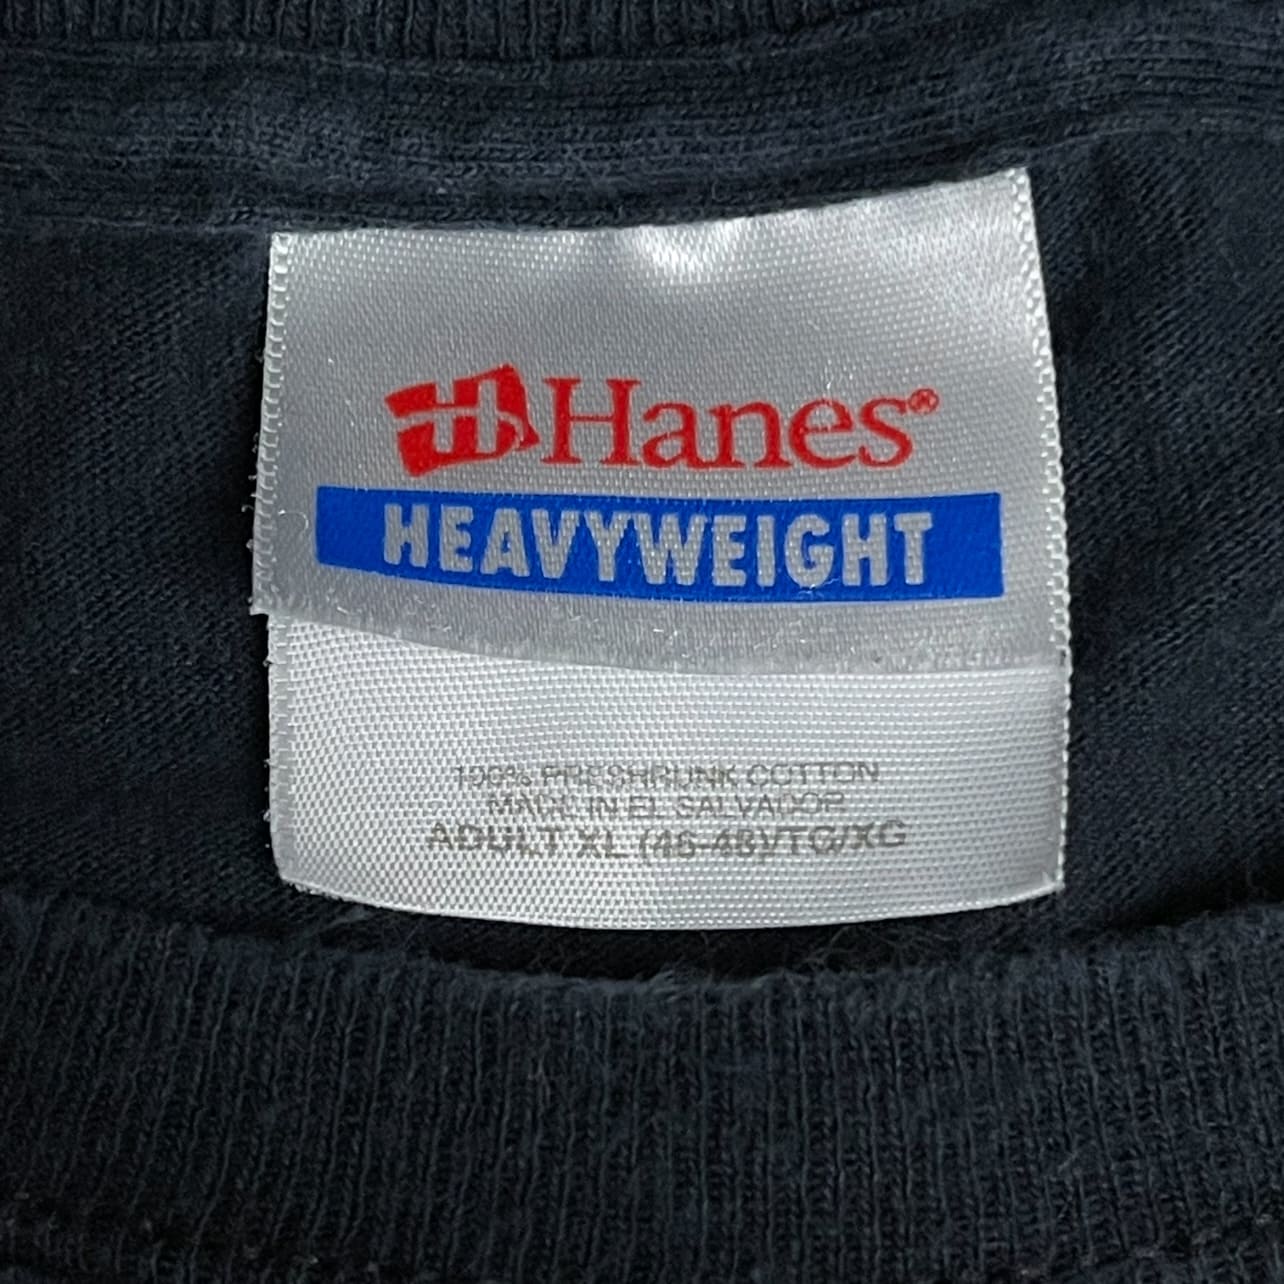 Hanes®
HEAVYWEIGHT
100% PRESHRUNK COTTON
MADE IN EL SALVADOR
ADULT XL (46-48)/TG/XG